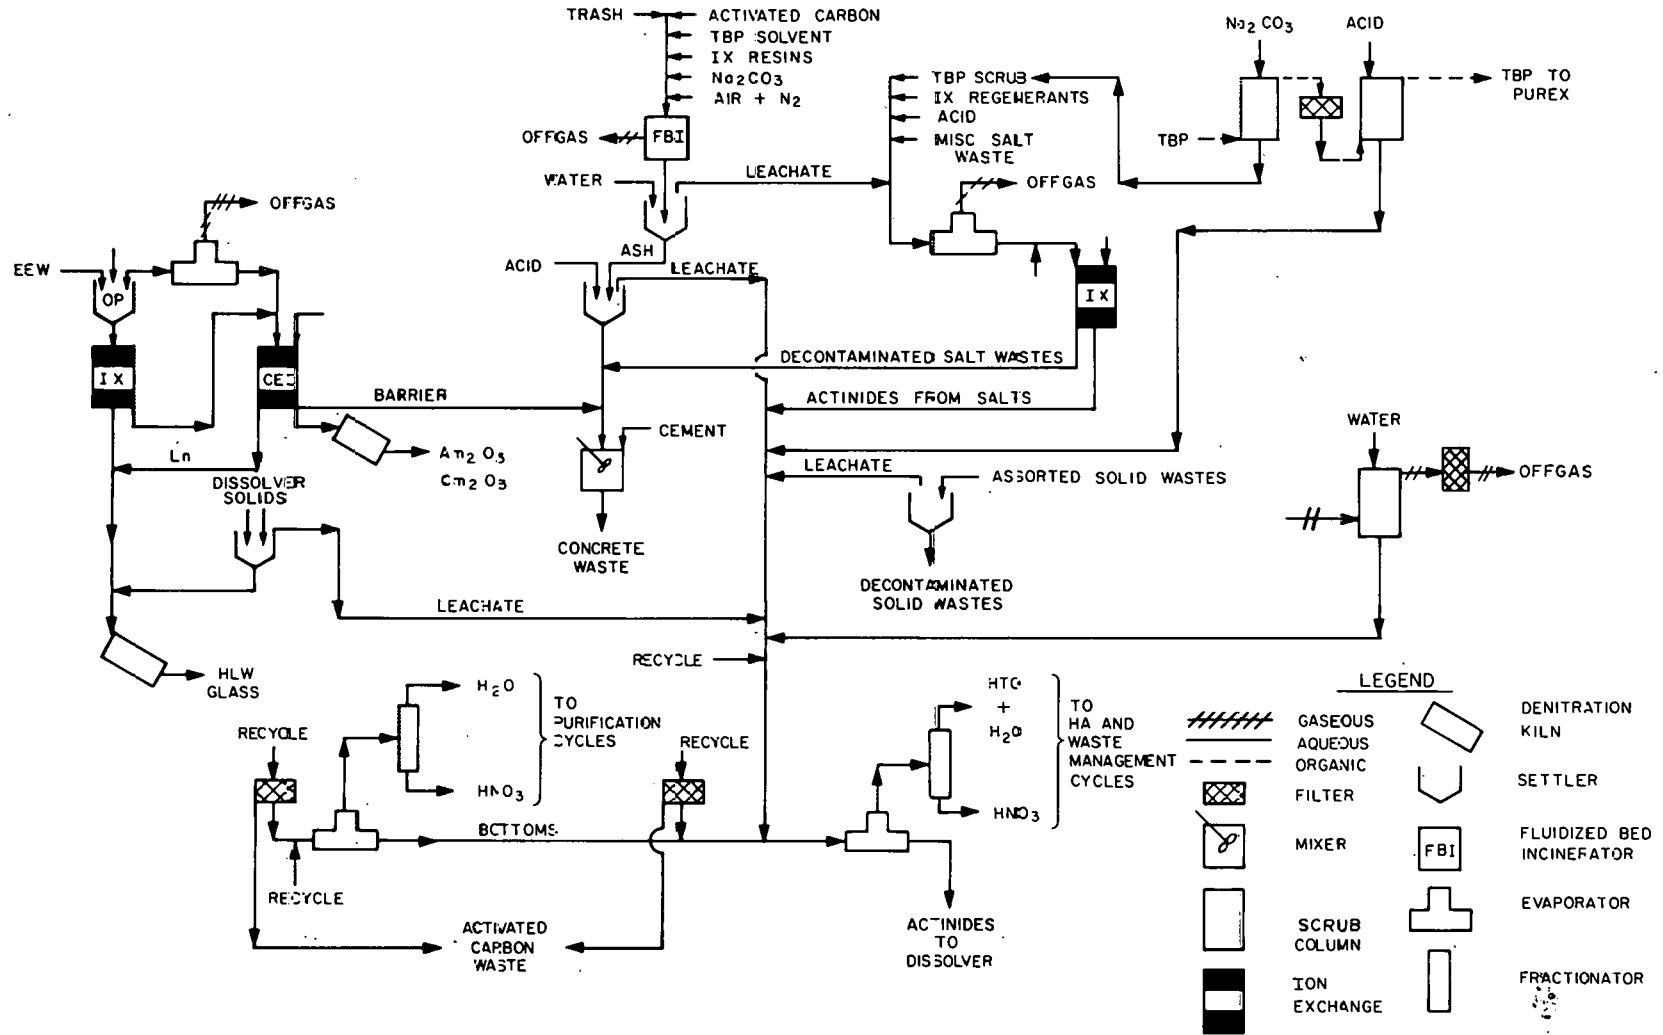 TRASH
ACTIVATED CARBON
TBP SOLVENT
IX RESINS
Na2CO3
AIR + N2
OFFGAS
FBI
WATER
LEACHATE
TBP SCRUB
IX REGENERANTS
ACID
MISC SALT
WASTE
OFFGAS
Na2CO3
ACID
TBP
TBP TO
PUREX
OFFGAS
EEW
OP
IX
CEC
ACID
ASH
LEACHATE
IX
DECONTAMINATED SALT WASTES
BARRIER
ACTINIDES FROM SALTS
CEMENT
Ln
Am2O3
Cm2O3
DISSOLVER
SOLIDS
LEACHATE
ASSORTED SOLID WASTES
WATER
OFFGAS
CONCRETE
WASTE
DECONTAMINATED
SOLID WASTES
LEACHATE
RECYCLE
HLW
GLASS
H2O
TO
PURIFICATION
CYCLES
HNO3
RECYCLE
RECYCLE
BOTTOMS
RECYCLE
ACTIVATED
CARBON
WASTE
HTO
+
H2O
HNO3
TO
HA AND
WASTE
MANAGEMENT
CYCLES
ACTINIDES
TO
DISSOLVER
LEGEND
GASEOUS
AQUEOUS
ORGANIC
FILTER
MIXER
SCRUB
COLUMN
ION
EXCHANGE
DENITRATION
KILN
SETTLER
FBI
FLUIDIZED BED
INCINERATOR
EVAPORATOR
FRACTIONATOR